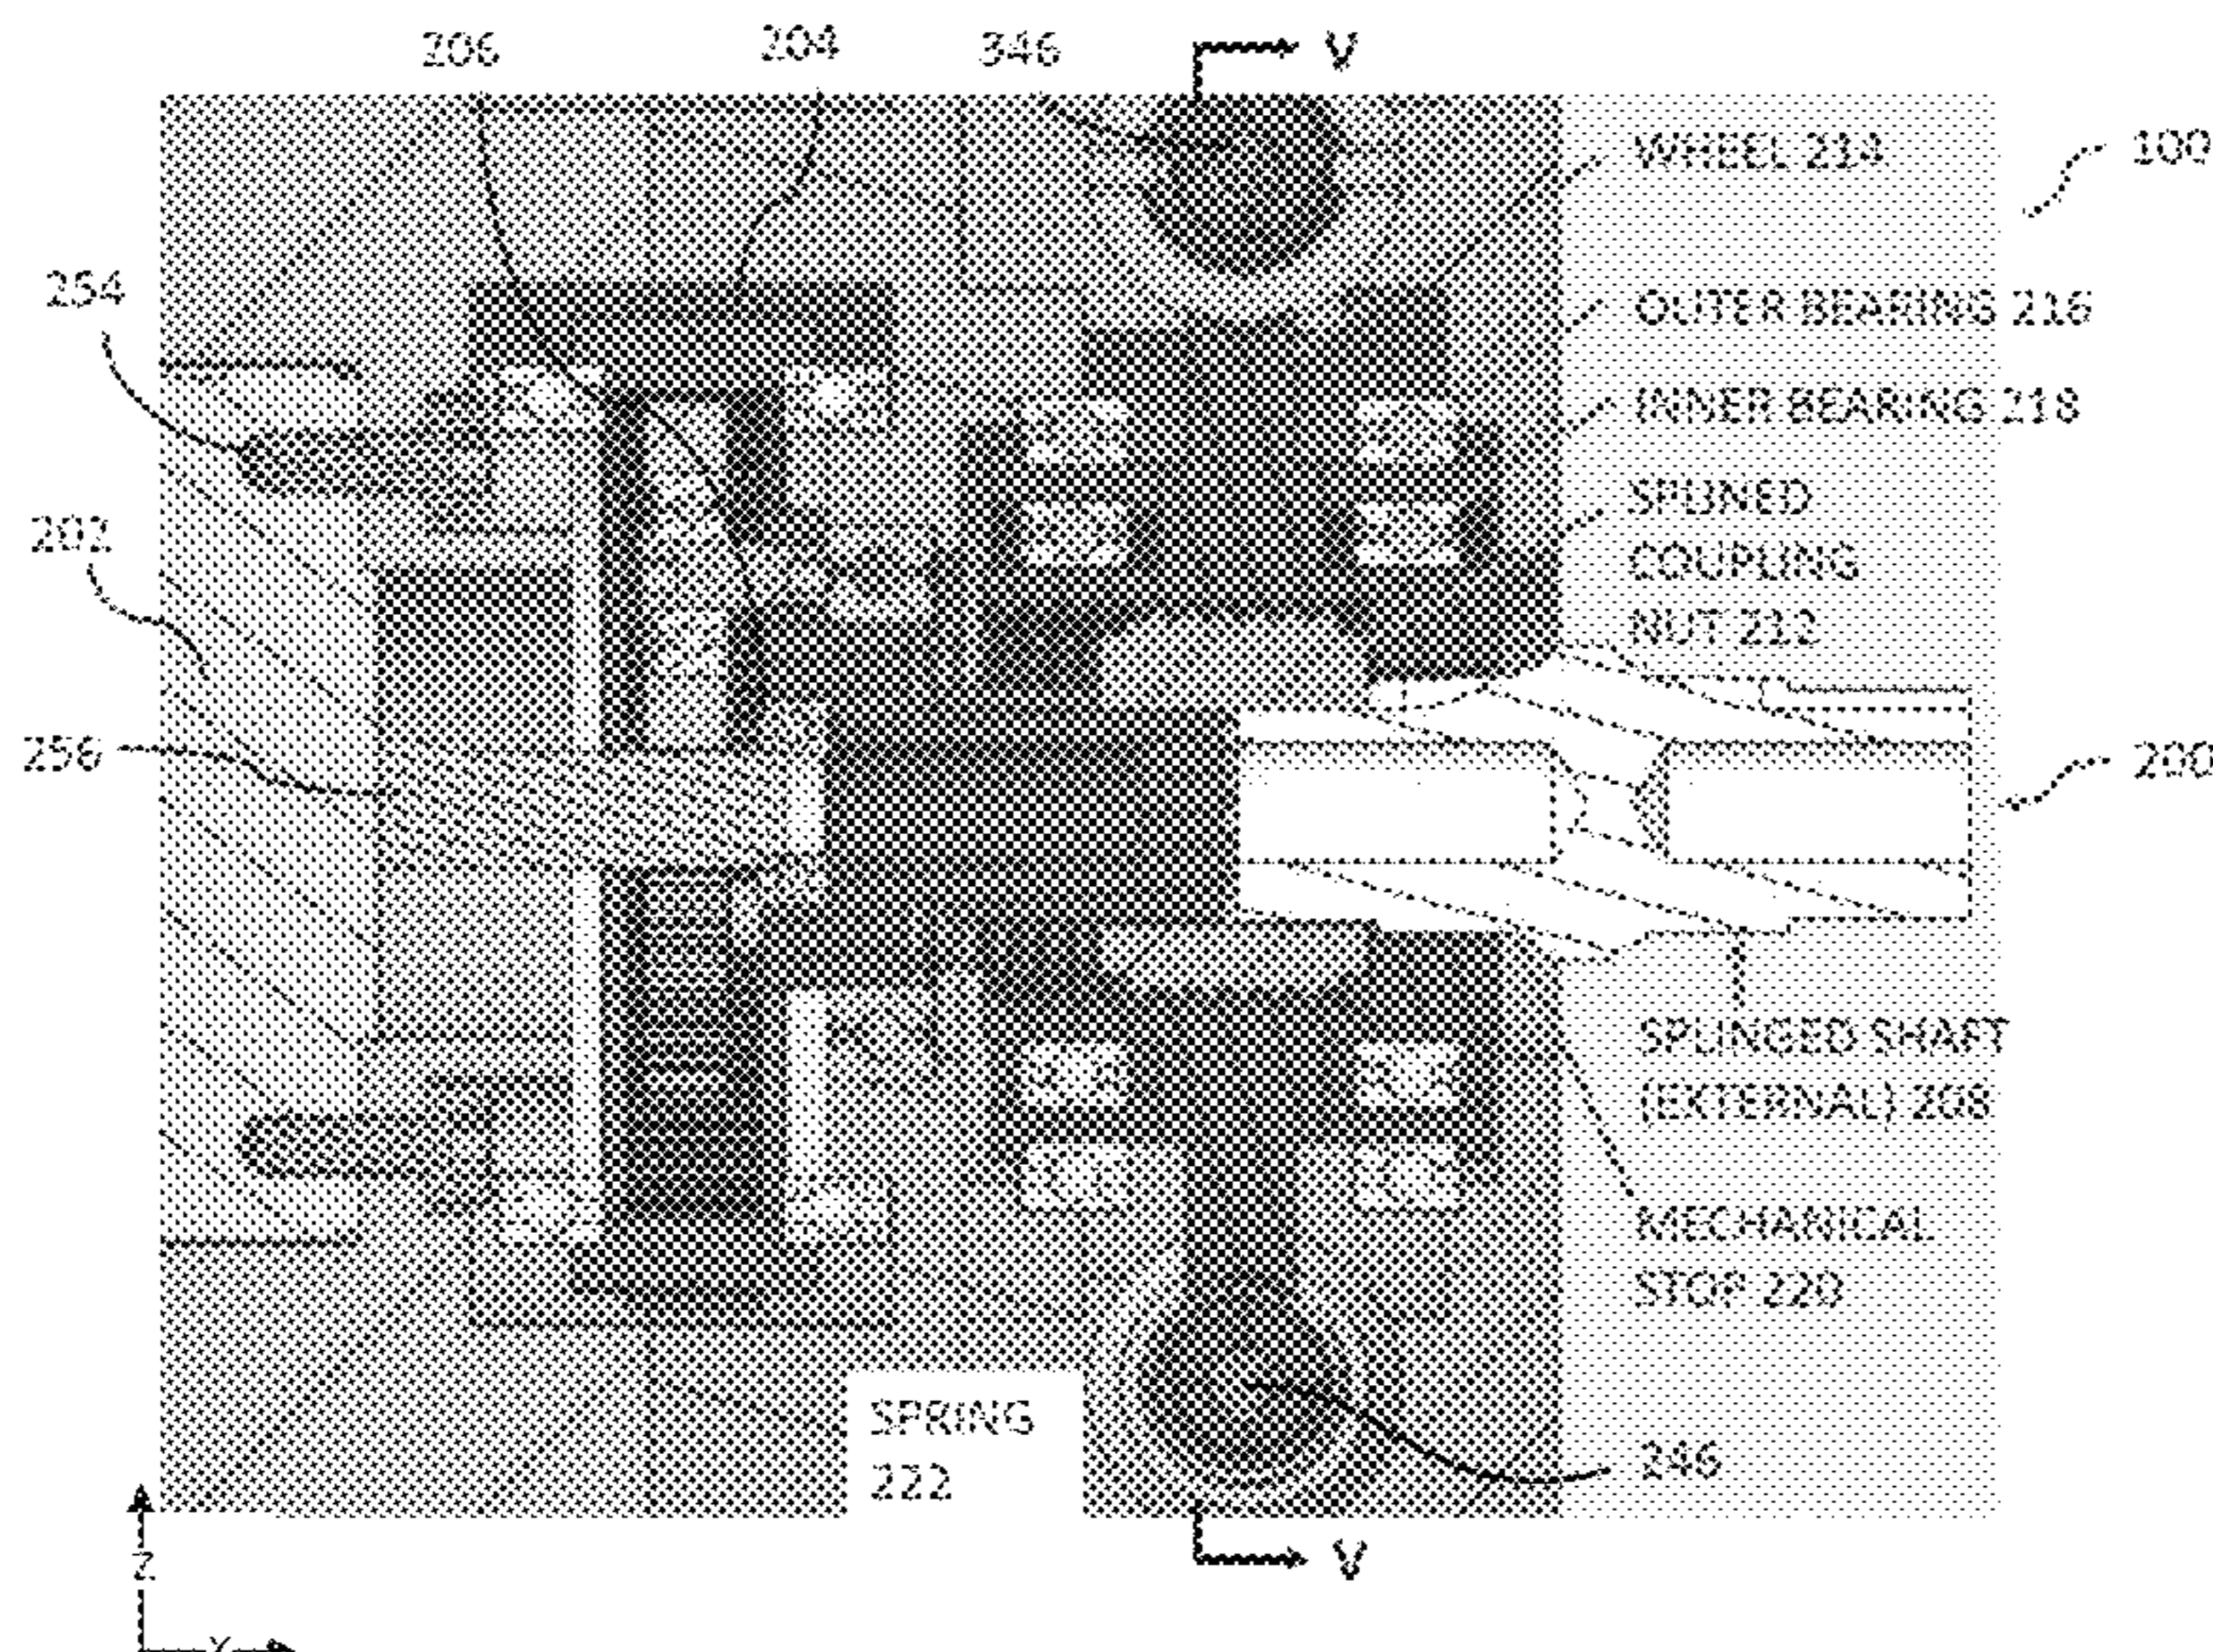 206 204 346 V
WHEEL 214 100
254 OUTER BEARING 216
INNER BEARING 218
202 SPLINED
COUPLING
NUT 212
256 200
SPLINGED SHAFT
(EXTERNAL) 208
MECHANICAL
STOP 220
SPRING
222
246
V
Z
X